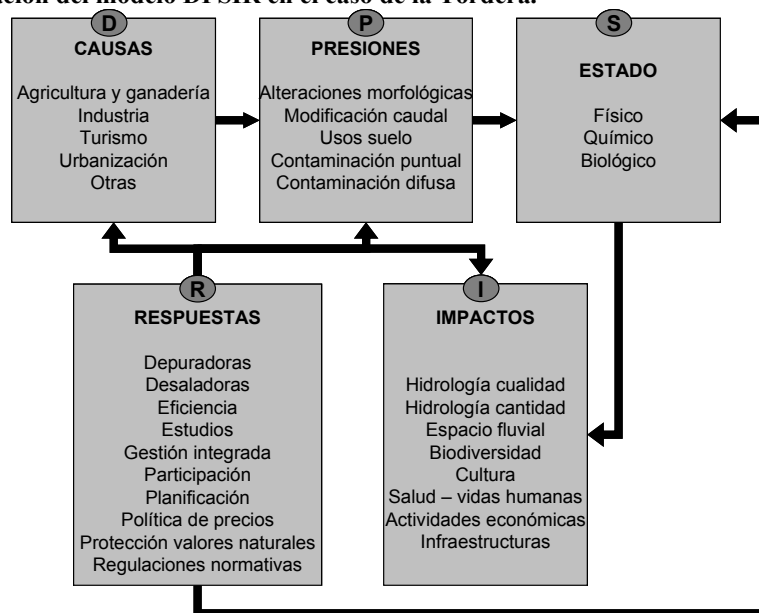 ación del modelo DPSIR en el caso de la Tordera.
D
CAUSAS
Agricultura y ganadería
Industria
Turismo
Urbanización
Otras
P
PRESIONES
Alteraciones morfológicas
Modificación caudal
Usos suelo
Contaminación puntual
Contaminación difusa
S
ESTADO
Físico
Químico
Biológico
R
RESPUESTAS
Depuradoras
Desaladoras
Eficiencia
Estudios
Gestión integrada
Participación
Planificación
Política de precios
Protección valores naturales
Regulaciones normativas
I
IMPACTOS
Hidrología cualidad
Hidrología cantidad
Espacio fluvial
Biodiversidad
Cultura
Salud – vidas humanas
Actividades económicas
Infraestructuras